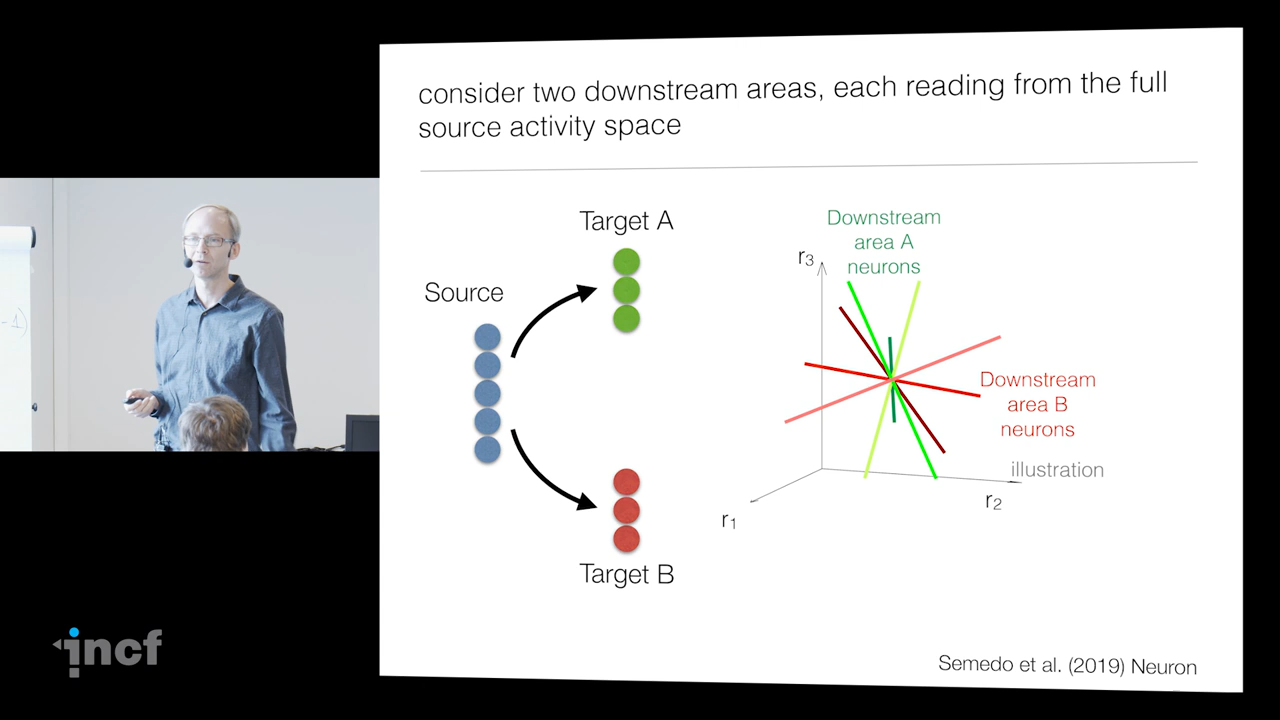 consider two downstream areas, each reading from the full
source activity space
Target A
Source
Target B
Downstream
area A
neurons
r3
Downstream
area B
neurons
illustration
r2
r1
Semedo et al. (2019) Neuron
-1)
incf